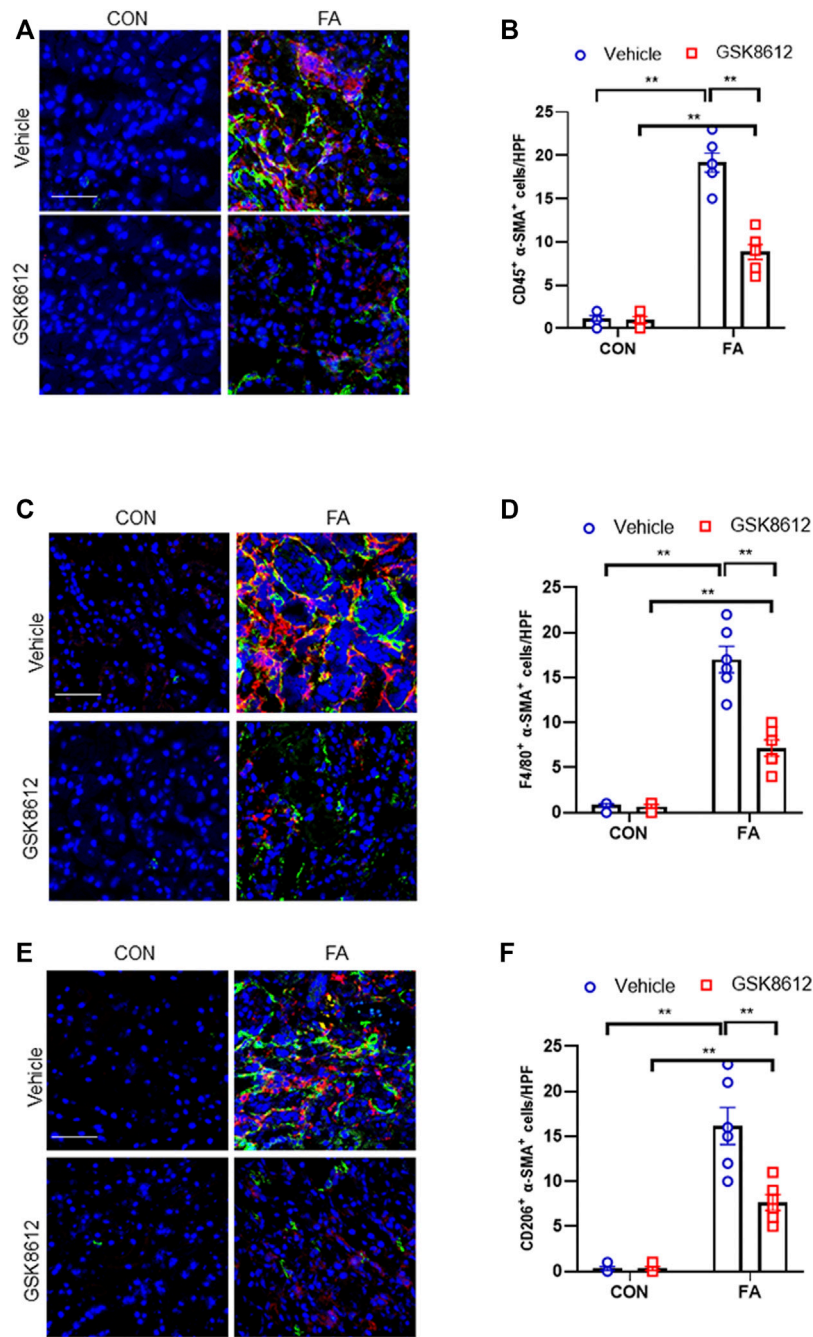 A
CON
FA
Vehicle
GSK8612
B
Vehicle
GSK8612
**
**
**
CD45+ α-SMA+ cells/HPF
25
20
15
10
5
0
CON
FA
C
CON
FA
Vehicle
GSK8612
D
Vehicle
GSK8612
**
**
**
F4/80+ α-SMA+ cells/HPF
25
20
15
10
5
0
CON
FA
E
CON
FA
Vehicle
GSK8612
F
Vehicle
GSK8612
**
**
**
CD206+ α-SMA+ cells/HPF
25
20
15
10
5
0
CON
FA